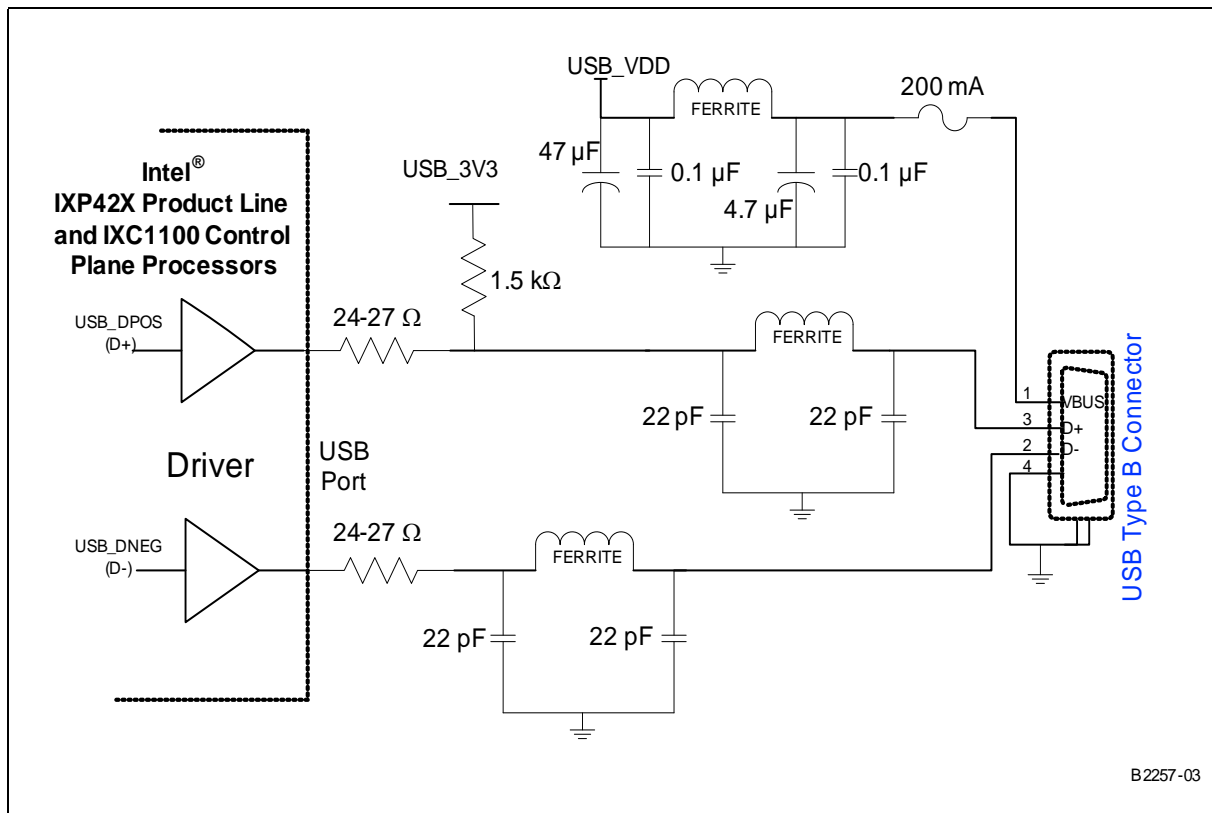 USB_VDD
FERRITE
200 mA
47 µF
0.1 µF
4.7 µF
0.1 µF
Intel®
IXP42X Product Line
and IXC1100 Control
Plane Processors
USB_3V3
1.5 kΩ
USB_DPOS
(D+)
24-27 Ω
FERRITE
22 pF
22 pF
1
VBUS
3
D+
2
D-
4
USB Type B Connector
Driver
USB
Port
USB_DNEG
(D-)
24-27 Ω
FERRITE
22 pF
22 pF
B2257-03